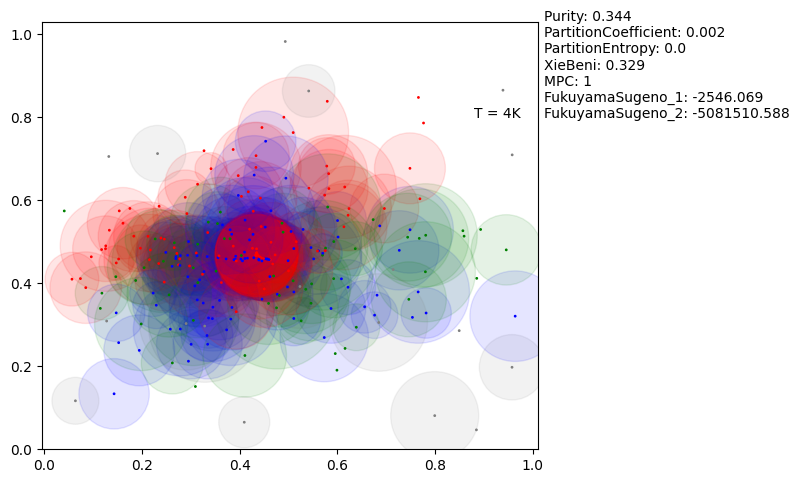 Purity: 0.344
PartitionCoefficient: 0.002
PartitionEntropy: 0.0
XieBeni: 0.329
MPC: 1
FukuyamaSugeno_1: -2546.069
FukuyamaSugeno_2: -5081510.588
T = 4K
1.0
0.8
0.6
0.4
0.2
0.0
0.0 0.2 0.4 0.6 0.8 1.0